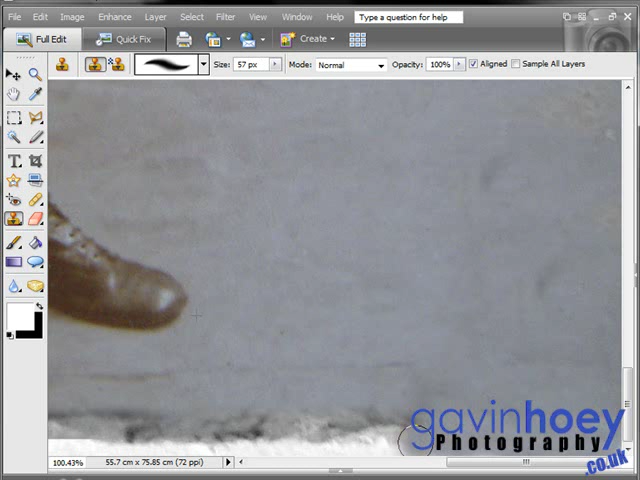 File Edit Image Enhance Layer Select Filter View Window Help Type a question for help
Full Edit Quick Fix Create
Size: 57 px Mode: Normal Opacity: 100% Aligned Sample All Layers
T
gavinhoey
Photography
.co.uk
100.43% 55.7 cm x 75.85 cm (72 ppi)